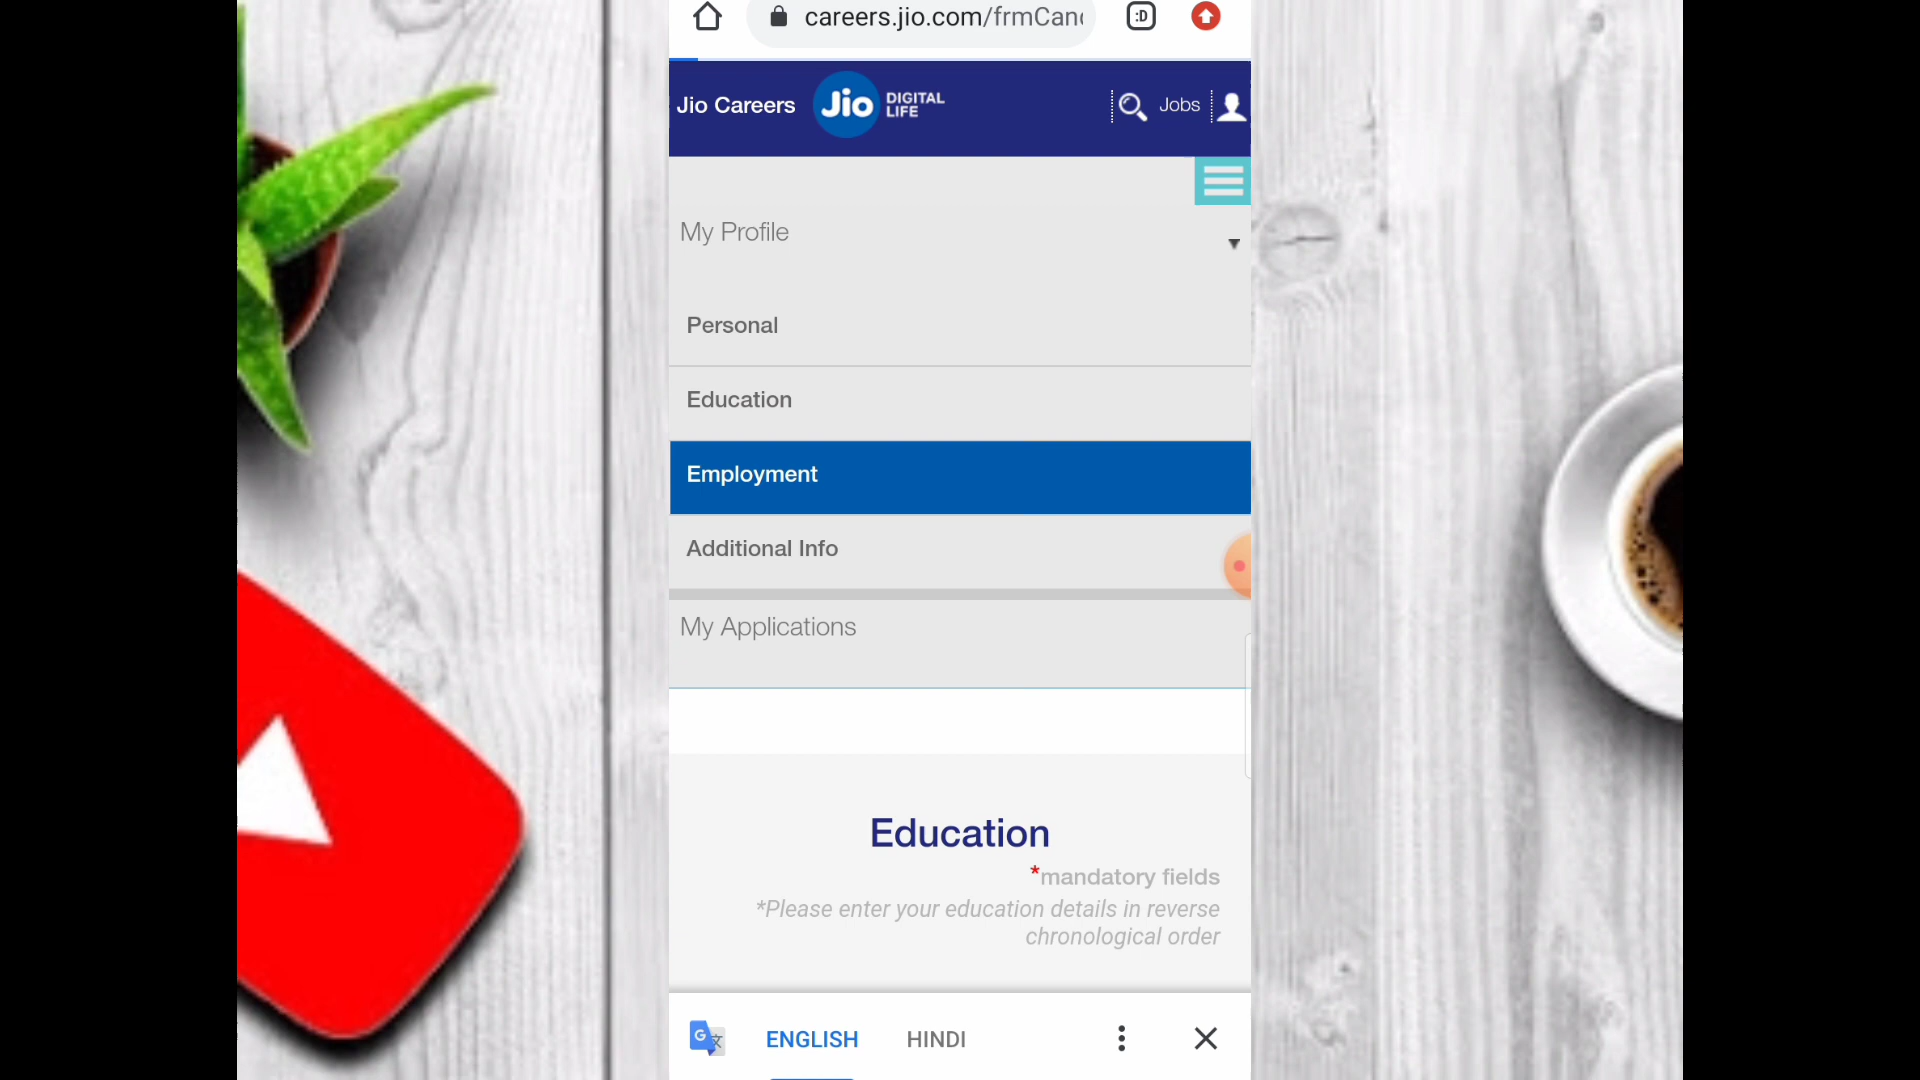 careers.jio.com/frmCan
:D
Jio Careers
Jio
DIGITAL
LIFE
Jobs
My Profile
Personal
Education
Employment
Additional Info
My Applications
Education
*mandatory fields
*Please enter your education details in reverse
chronological order
G
文
ENGLISH
HINDI